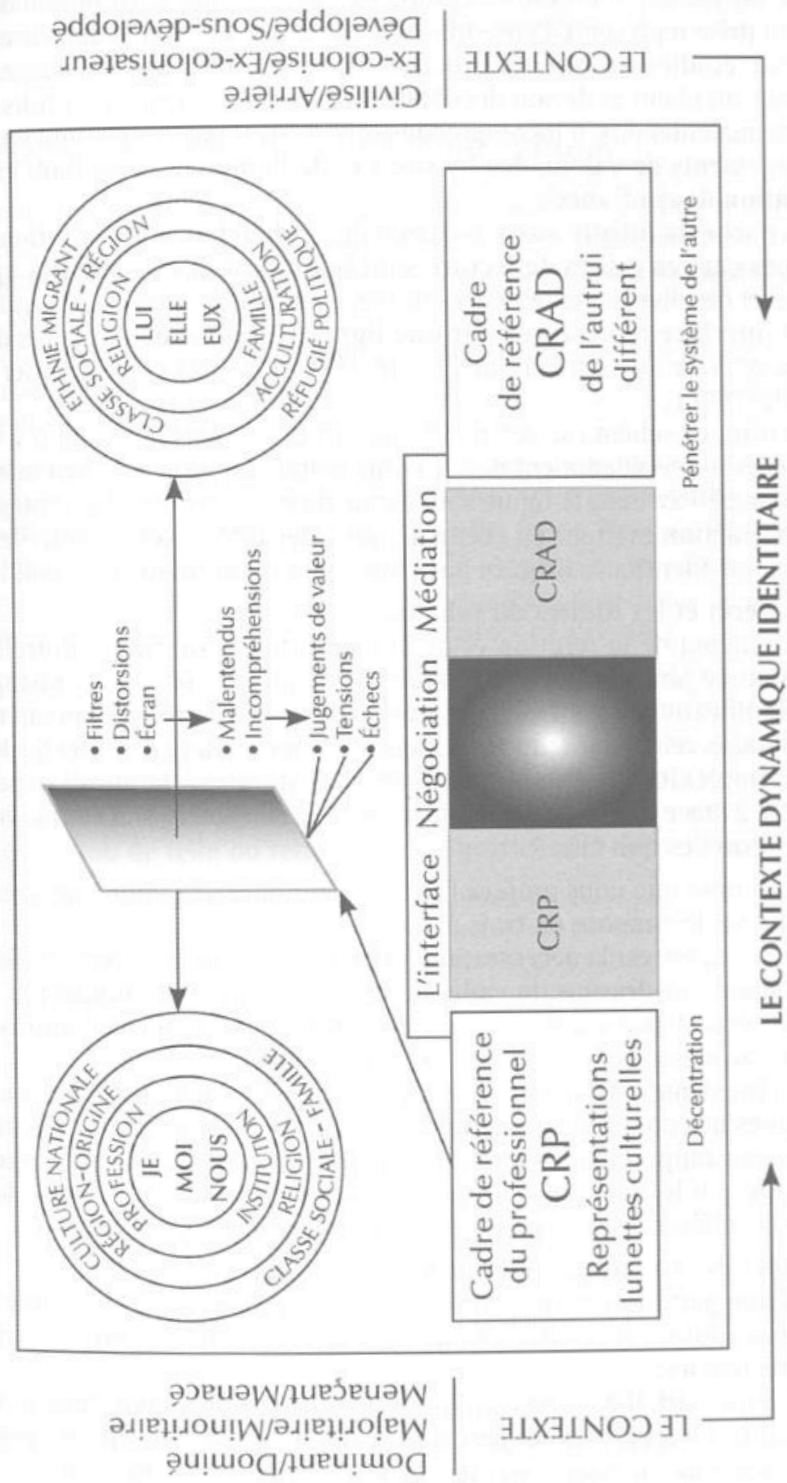 Dominant/Dominé
Majoritaire/Minoritaire
Menaçant/Menacé
LE CONTEXTE
CULTURE NATIONALE
RÉGION-ORIGINE
PROFESSION
JE
MOI
NOUS
INSTITUTION
RELIGION
CLASSE SOCIALE - FAMILLE
• Filtres
• Distorsions
• Écran
• Malentendus
• Incompréhensions
• Jugements de valeur
• Tensions
• Échecs
ETHNIE MIGRANT
CLASSE SOCIALE - RÉGION
RELIGION
LUI
ELLE
EUX
FAMILLE
ACCULTURATION
RÉFUGIÉ POLITIQUE
Civilisé/Arriéré
Ex-colonisé/Ex-colonisateur
Développé/Sous-développé
LE CONTEXTE
L'interface Négociation Médiation
Cadre de référence
du professionnel
CRP
Représentations
lunettes culturelles
CRP
CRAD
Cadre
de référence
CRAD
de l'autrui
différent
Décentration
Pénétrer le système de l'autre
LE CONTEXTE DYNAMIQUE IDENTITAIRE